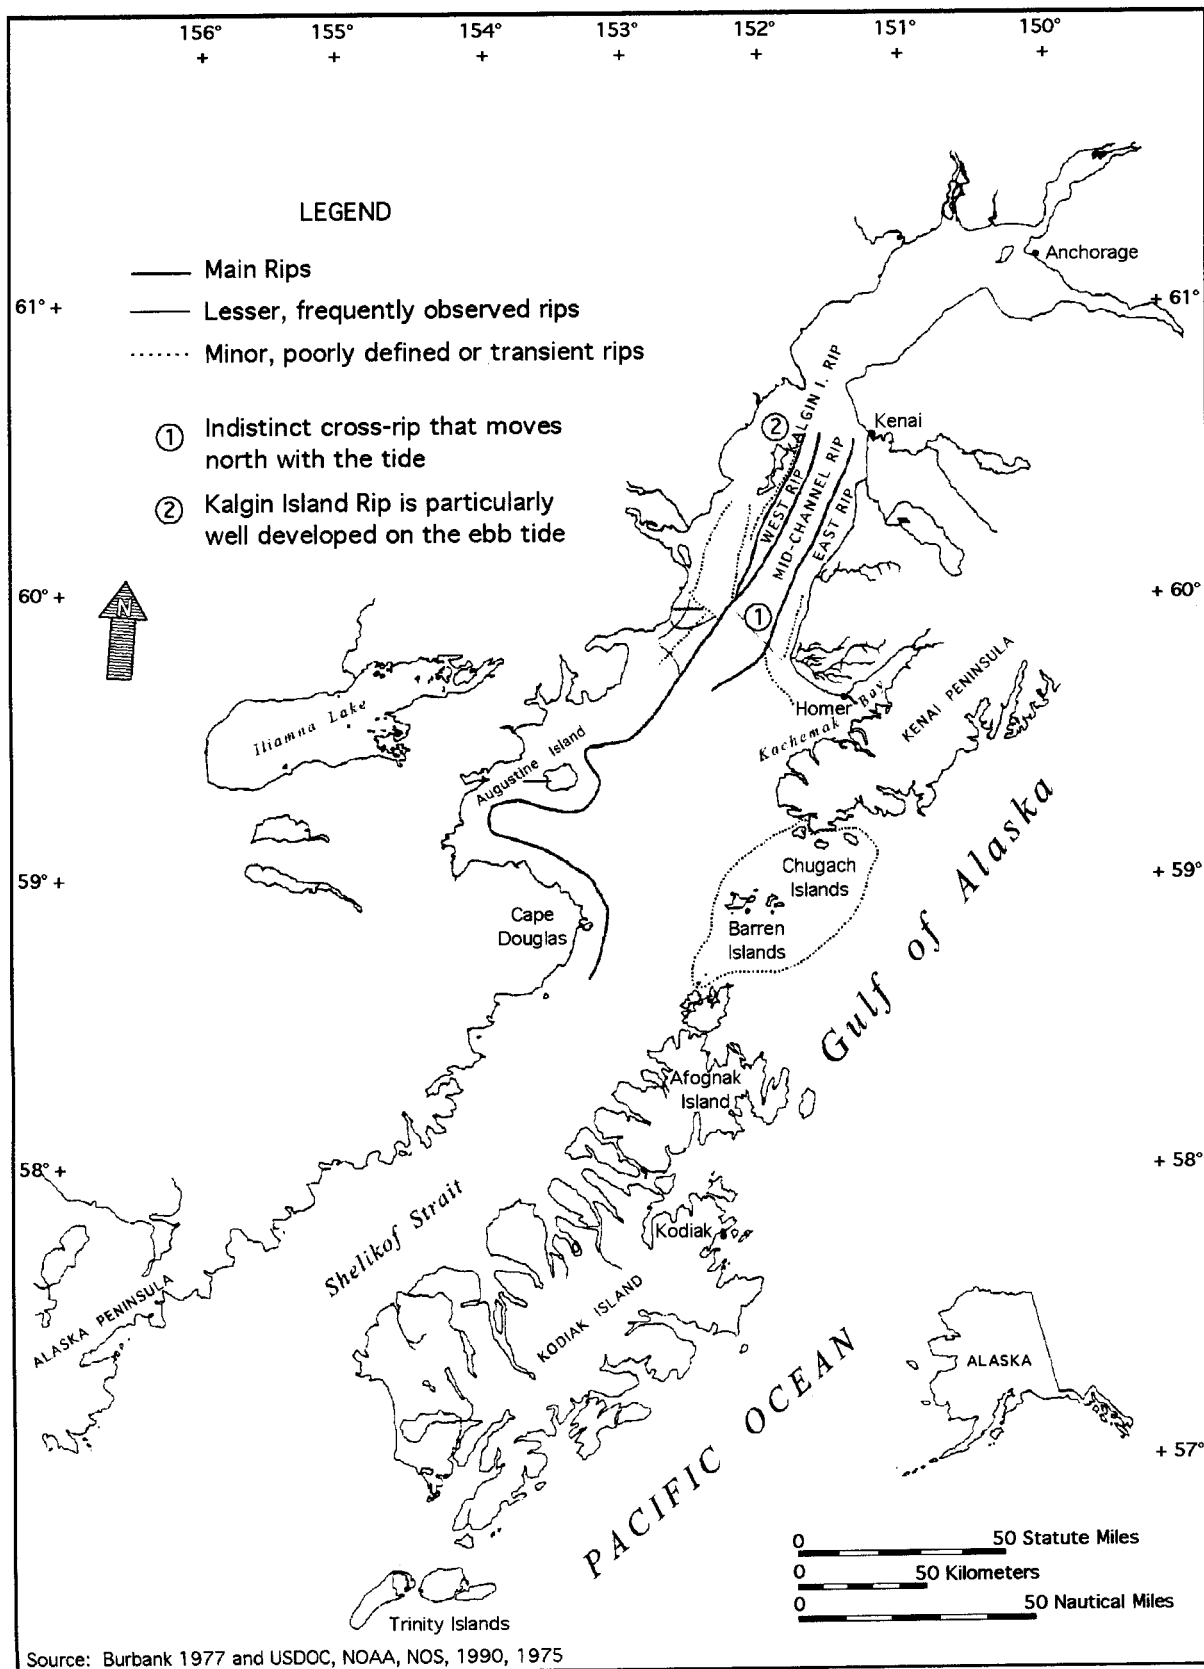 156° 155° 154° 153° 152° 151° 150°
+ + + + + + +
LEGEND
Main Rips
Lesser, frequently observed rips
Minor, poorly defined or transient rips
1 Indistinct cross-rip that moves
north with the tide
2 Kalgin Island Rip is particularly
well developed on the ebb tide
Anchorage
61° +
+ 61°
KALGIN I. RIP
2
Kenai
WEST RIP
MID-CHANNEL RIP
EAST RIP
60° +
+ 60°
N
1
Homer
Kachemak Bay
KENAI PENINSULA
Iliamna Lake
Augustine Island
59° +
+ 59°
Chugach
Islands
Barren
Islands
Cape
Douglas
Gulf of Alaska
Afognak
Island
58° +
+ 58°
Shelikof Strait
Kodiak
ALASKA PENINSULA
KODIAK ISLAND
PACIFIC OCEAN
ALASKA
+ 57°
0 50 Statute Miles
0 50 Kilometers
0 50 Nautical Miles
Trinity Islands
Source: Burbank 1977 and USDOC, NOAA, NOS, 1990, 1975